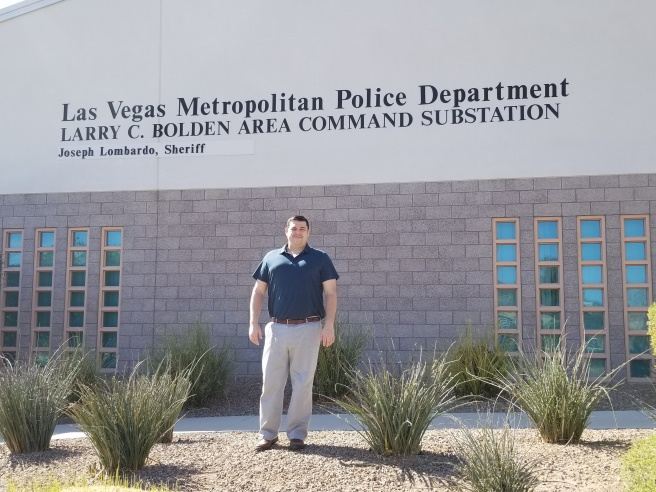 Las Vegas Metropolitan Police Department
LARRY C. BOLDEN AREA COMMAND SUBSTATION
Joseph Lombardo, Sheriff